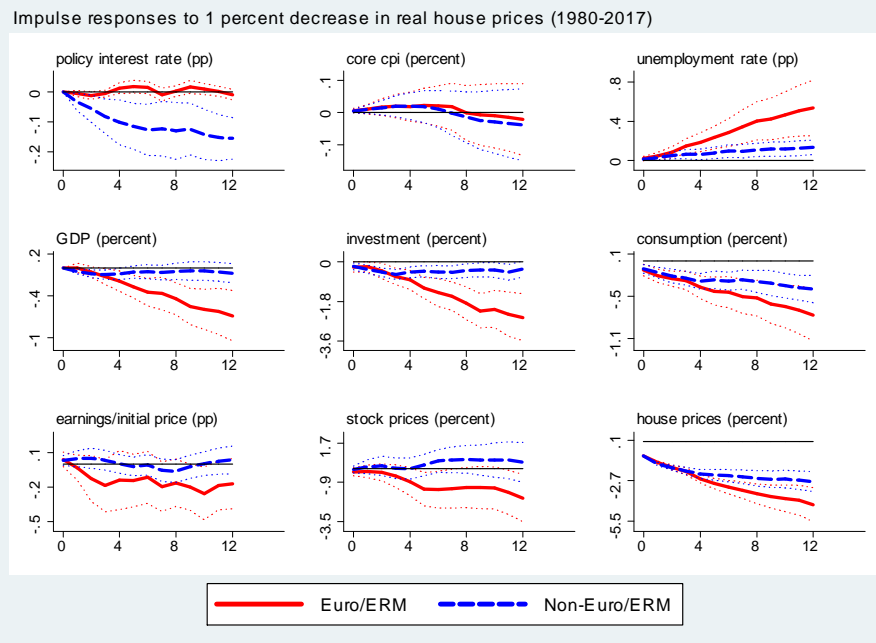 Impulse responses to 1 percent decrease in real house prices (1980-2017)
policy interest rate (pp)
0
-.1
-.2
0 4 8 12
core cpi (percent)
.1
0
-.1
0 4 8 12
unemployment rate (pp)
.8
.4
0
0 4 8 12
GDP (percent)
.2
-.4
-1
0 4 8 12
investment (percent)
0
-1.8
-3.6
0 4 8 12
consumption (percent)
.1
-.5
-1.1
0 4 8 12
earnings/initial price (pp)
.1
-.2
-.5
0 4 8 12
stock prices (percent)
1.7
-.9
-3.5
0 4 8 12
house prices (percent)
.1
-2.7
-5.5
0 4 8 12
Euro/ERM Non-Euro/ERM